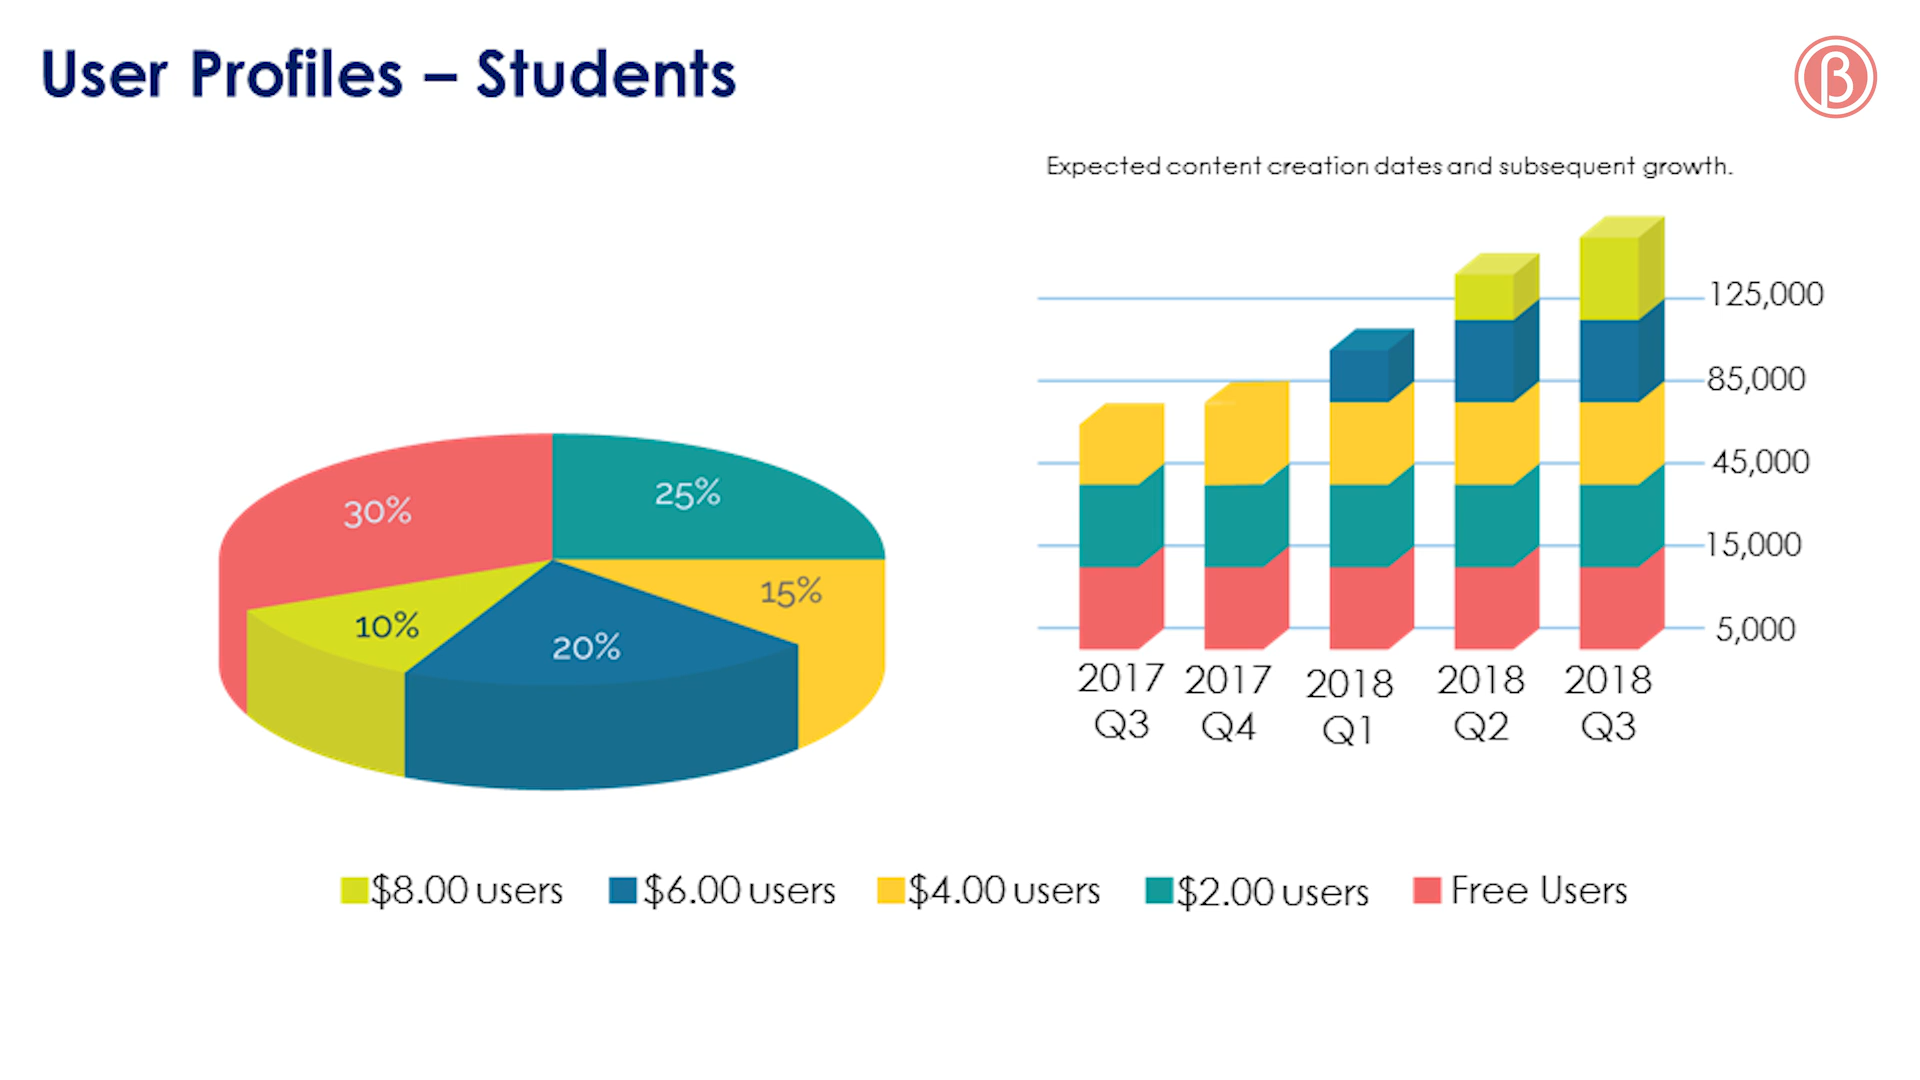 User Profiles – Students
β
Expected content creation dates and subsequent growth.
125,000
85,000
45,000
15,000
5,000
2017 Q3
2017 Q4
2018 Q1
2018 Q2
2018 Q3
30%
25%
15%
10%
20%
$8.00 users
$6.00 users
$4.00 users
$2.00 users
Free Users